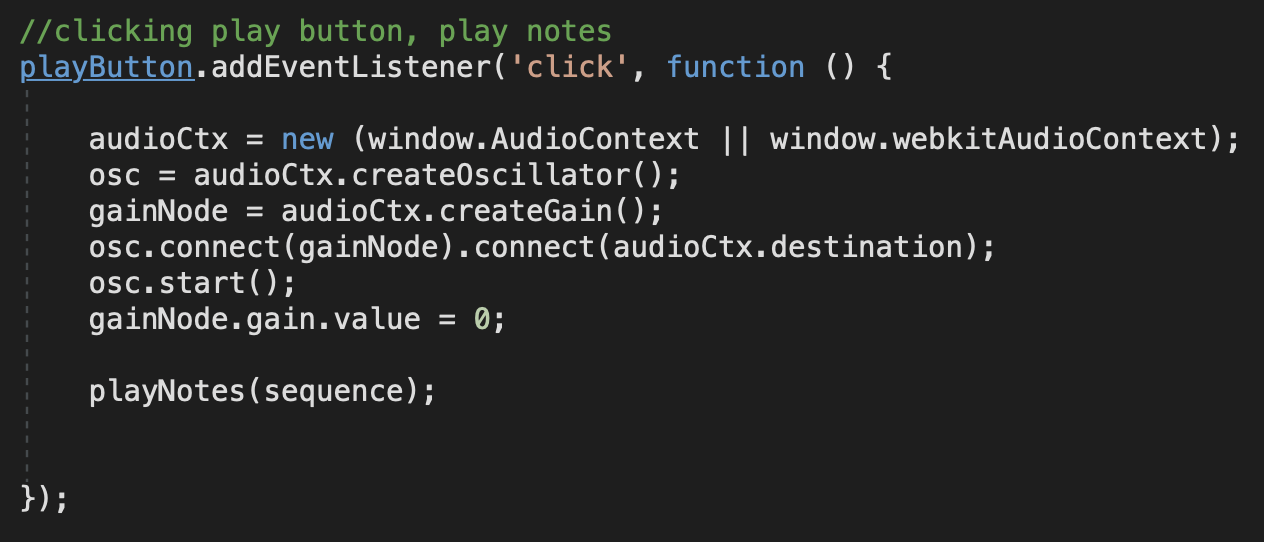 //clicking play button, play notes
playButton.addEventListener('click', function () {
audioCtx = new (window.AudioContext || window.webkitAudioContext);
osc = audioCtx.createOscillator();
gainNode = audioCtx.createGain();
osc.connect(gainNode).connect(audioCtx.destination);
osc.start();
gainNode.gain.value = 0;
playNotes(sequence);
});